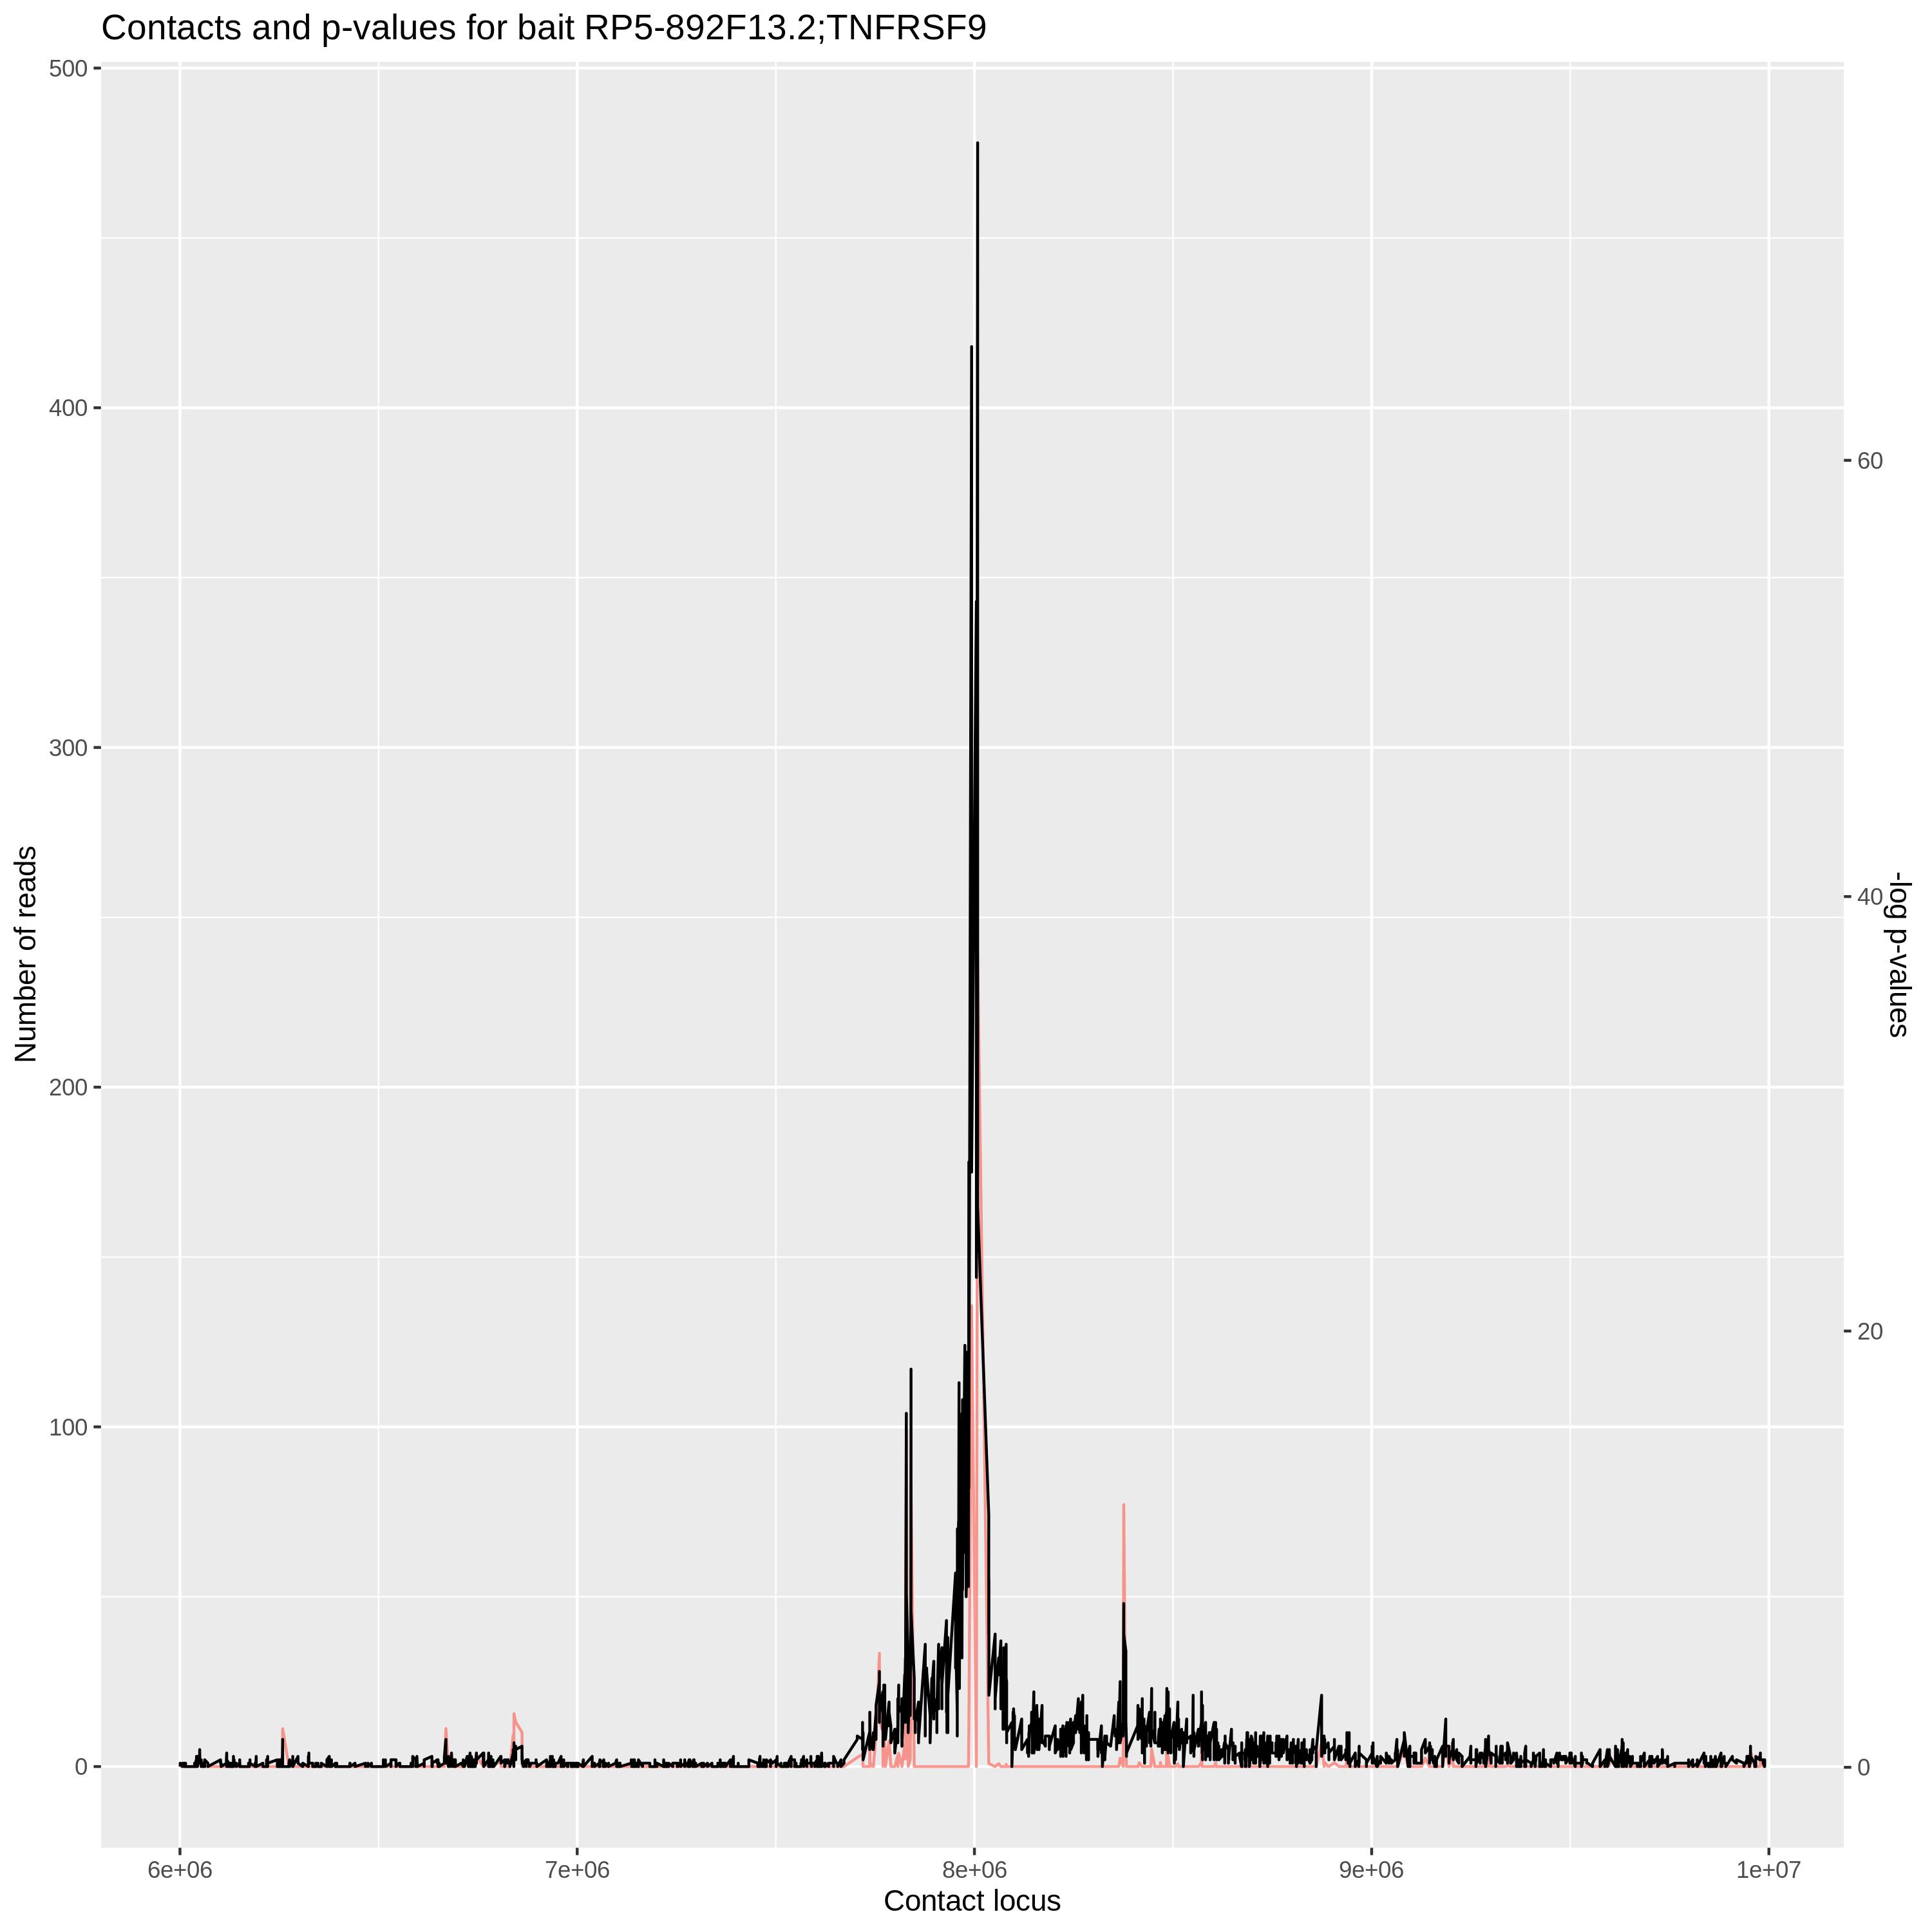 Contacts and p-values for bait RP5-892F13.2;TNFRSF9
500
400
300
200
100
0
Number of reads
60
40
20
0
-log p-values
6e+06
7e+06
8e+06
9e+06
1e+07
Contact locus